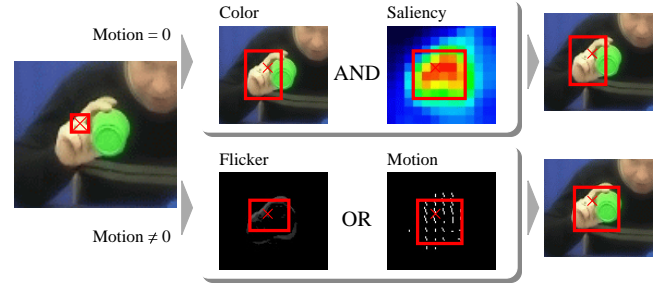 Motion = 0
Color
Saliency
AND
Flicker
Motion
OR
Motion ≠ 0